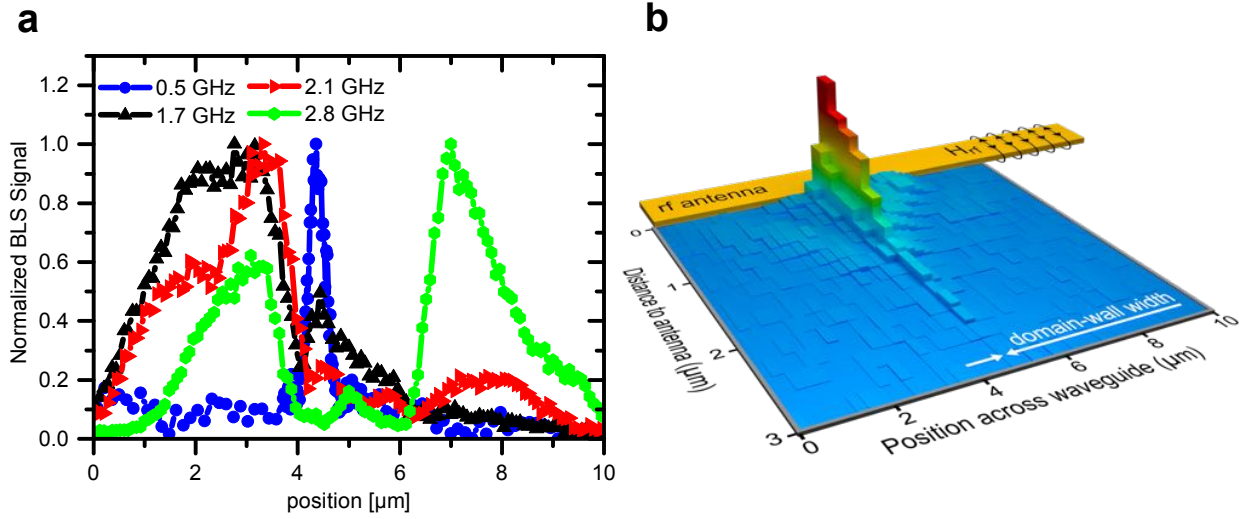 a
Normalized BLS Signal
1.2
1.0
0.8
0.6
0.4
0.2
0.0
0.5 GHz
2.1 GHz
1.7 GHz
2.8 GHz
0 2 4 6 8 10
position [µm]
b
Hrf
rf antenna
0
1
2
3
Distance to antenna (µm)
domain-wall width
0 2 4 6 8 10
Position across waveguide (µm)